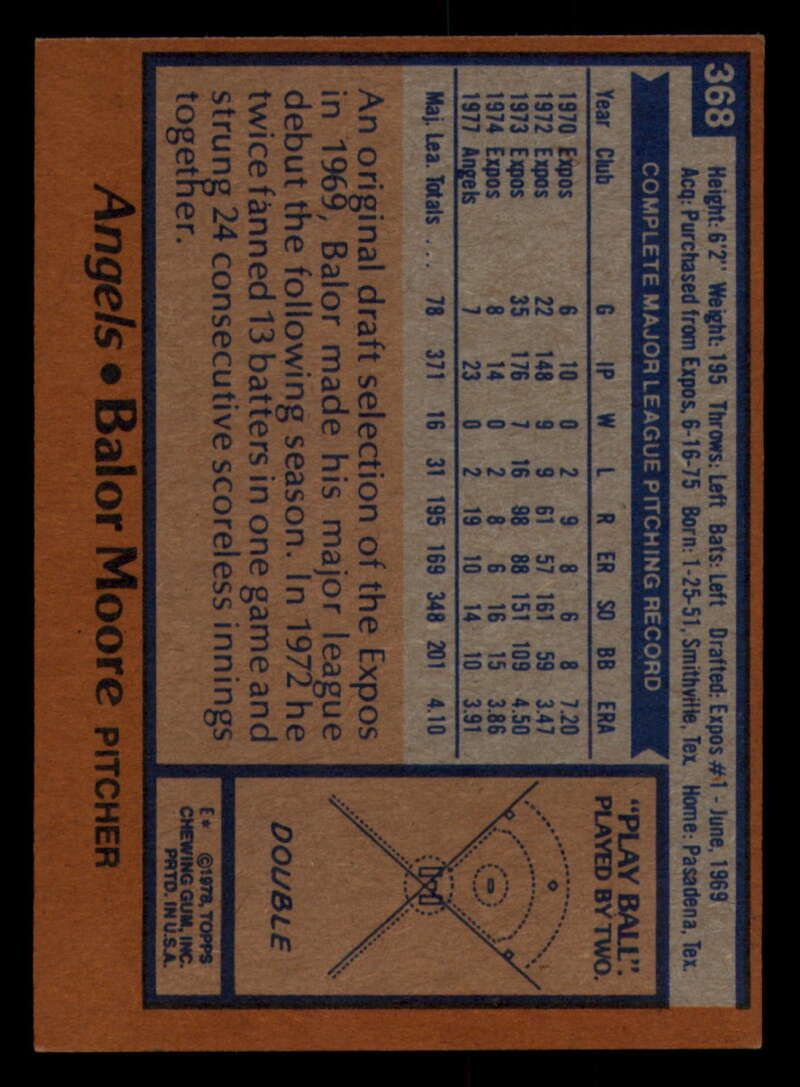 368
Height: 6'2" Weight: 195 Throws: Left Bats: Left Drafted: Expos #1 - June, 1969
Acq: Purchased from Expos, 6-16-75 Born: 1-25-51, Smithville, Tex. Home: Pasadena, Tex.
COMPLETE MAJOR LEAGUE PITCHING RECORD
Year Club G IP W L R ER SO BB ERA
1970 Expos 6 10 0 2 9 8 6 8 7.20
1972 Expos 22 148 9 9 61 57 161 59 3.47
1973 Expos 35 176 7 16 98 88 151 109 4.50
1974 Expos 8 14 0 2 8 6 16 15 3.86
1977 Angels 7 23 0 2 19 10 14 10 3.91
Maj. Lea. Totals . . . 78 371 16 31 195 169 348 201 4.10
An original draft selection of the Expos
in 1969, Balor made his major league
debut the following season. In 1972 he
twice fanned 13 batters in one game and
strung 24 consecutive scoreless innings
together.
"PLAY BALL".
PLAYED BY TWO.
DOUBLE
E* ©1978, TOPPS
CHEWING GUM, INC.
PRTD. IN U.S.A.
Angels • Balor Moore PITCHER